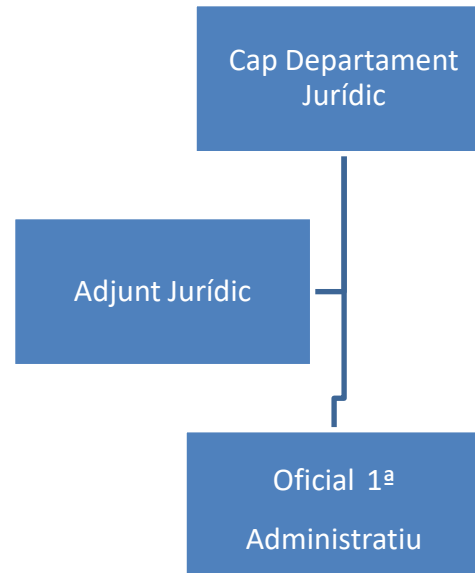 Cap Departament
Jurídic
Adjunt Jurídic
Oficial 1ª
Administratiu